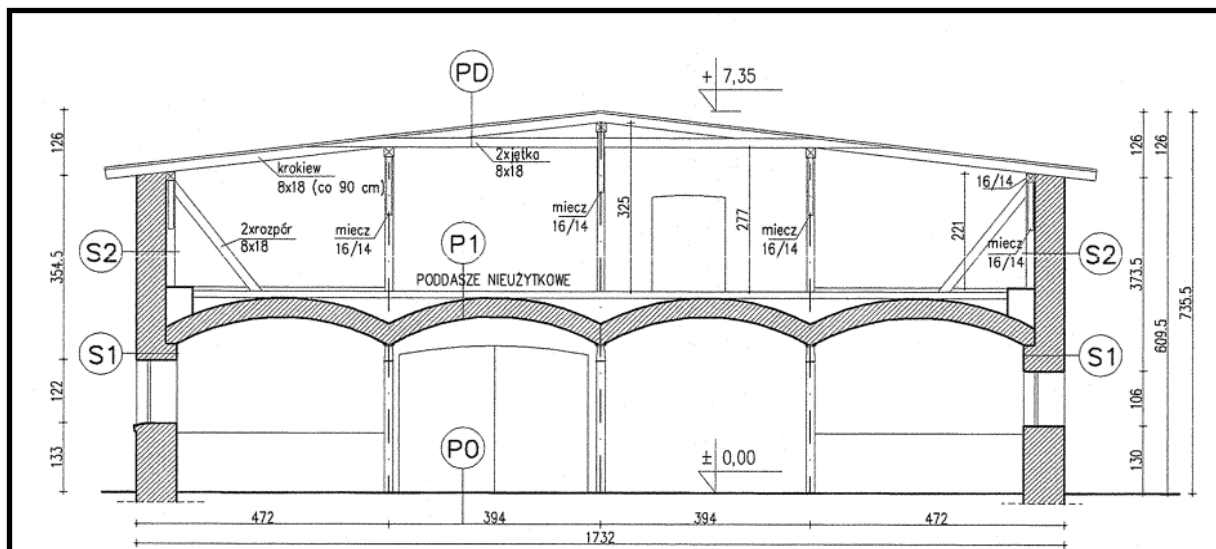 PD
+ 7,35
126
126
126
krokiew
8x18 (co 90 cm)
2xjętka
8x18
16/14
2xrozpór
8x18
miecz
16/14
miecz
16/14
325
277
miecz
16/14
221
miecz
16/14
S2
P1
S2
354.5
373.5
PODDASZE NIEUŻYTKOWE
735.5
609.5
S1
S1
122
106
133
P0
± 0,00
130
472
394
394
472
1732